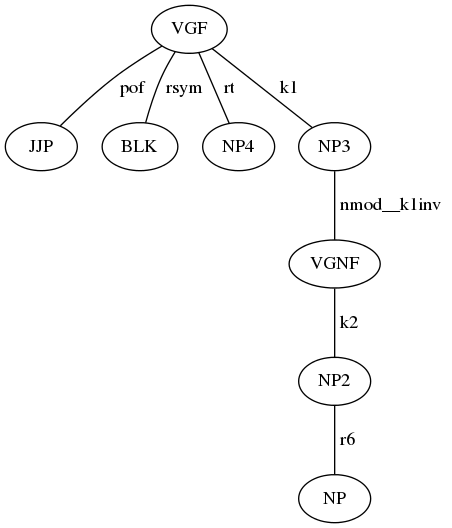 VGF
pof rsym rt k1
JJP BLK NP4 NP3
nmod__k1inv
VGNF
k2
NP2
r6
NP